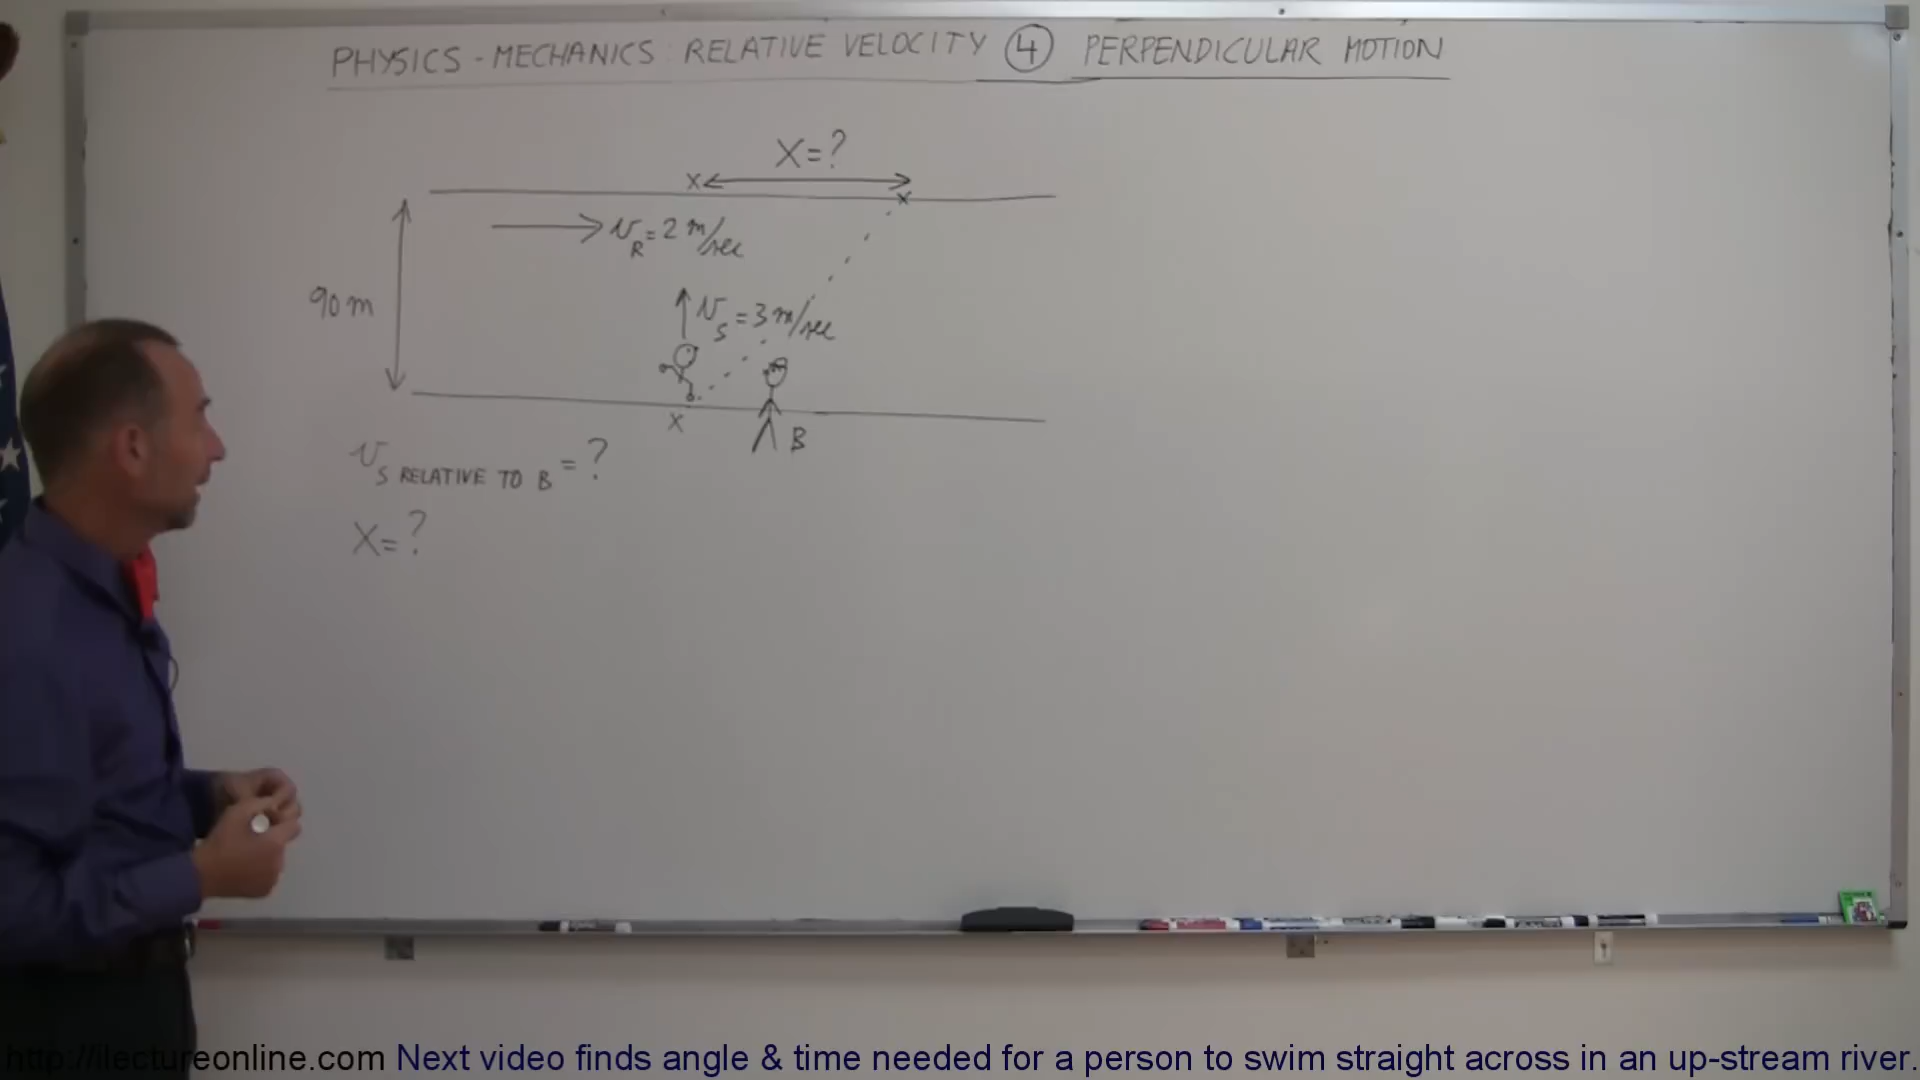 PHYSICS - MECHANICS: RELATIVE VELOCITY ④ PERPENDICULAR MOTION
X=?
x x
v_R = 2 m/sec
90 m
v_S = 3 m/sec
x B
v_S RELATIVE TO B = ?
X=?
http://ilectureonline.com Next video finds angle & time needed for a person to swim straight across in an up-stream river.